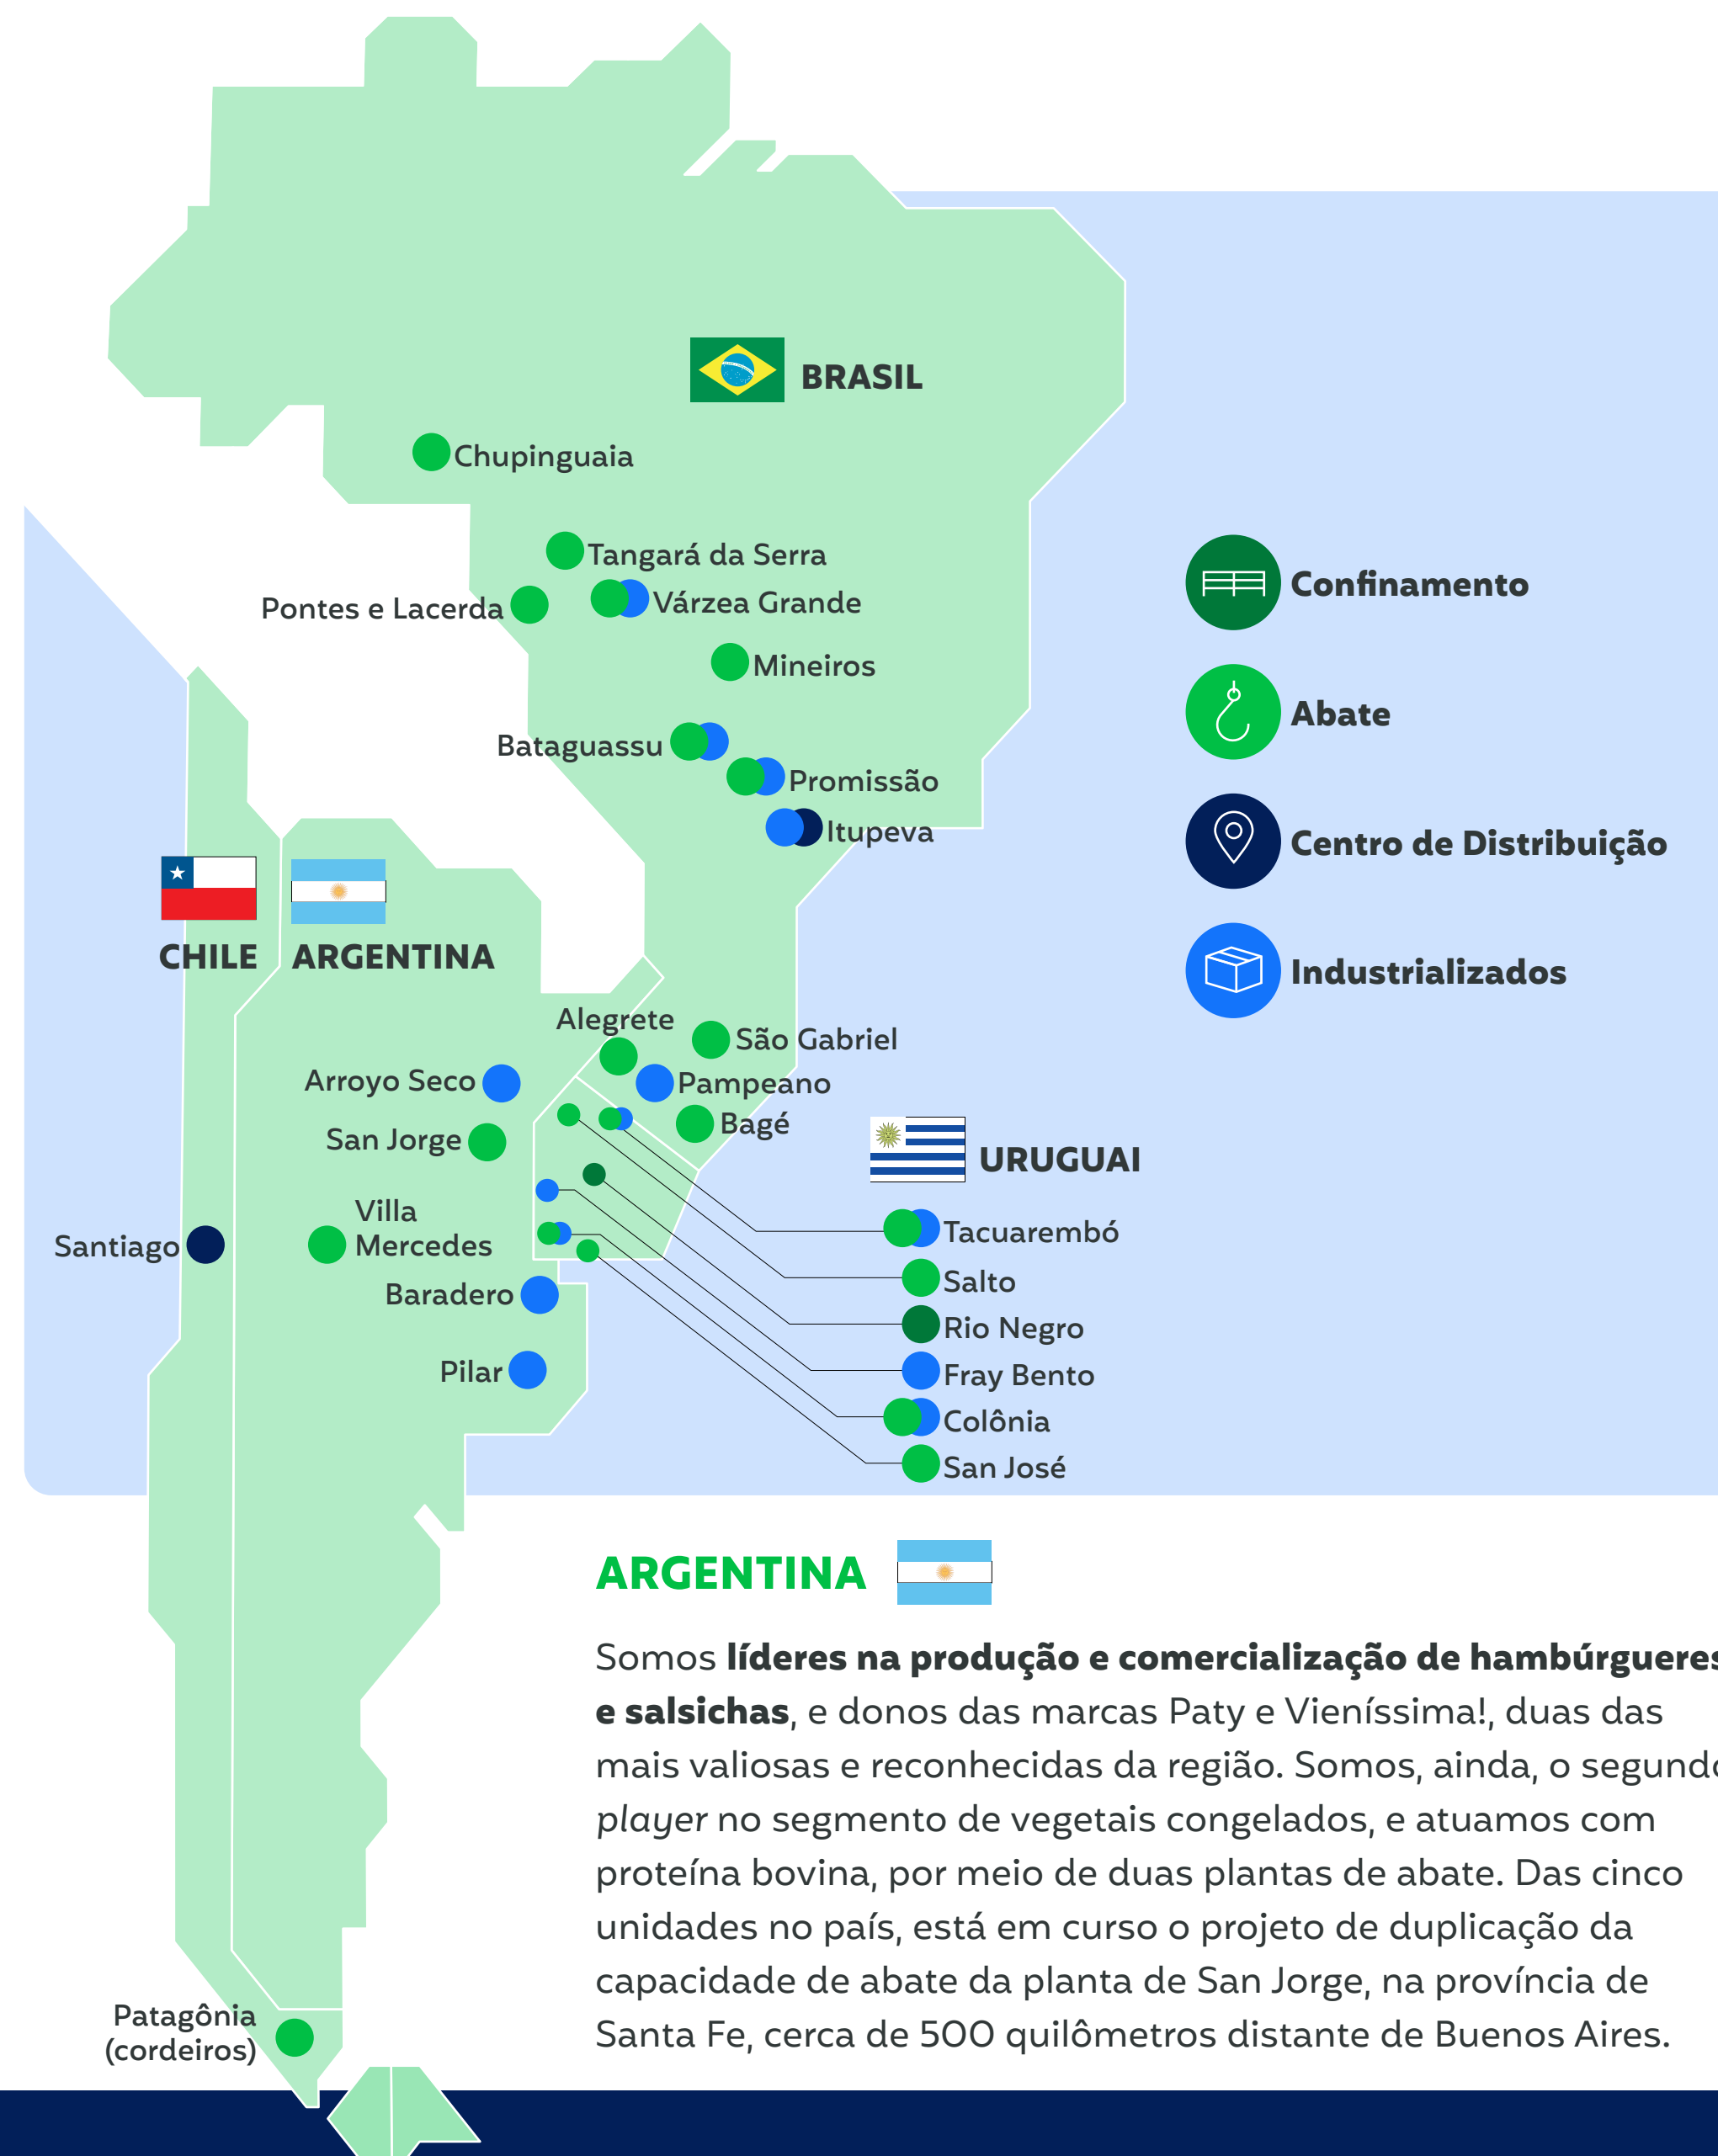 BRASIL
Chupinguaia
Tangará da Serra
Pontes e Lacerda
Várzea Grande
Mineiros
Bataguassu
Promissão
Itupeva
Confinamento
Abate
Centro de Distribuição
Industrializados
CHILE
ARGENTINA
Alegrete
São Gabriel
Arroyo Seco
Pampeano
Bagé
San Jorge
Villa
Mercedes
Santiago
Baradero
Pilar
URUGUAI
Tacuarembó
Salto
Rio Negro
Fray Bento
Colônia
San José
ARGENTINA
Somos líderes na produção e comercialização de hambúrgueres
e salsichas, e donos das marcas Paty e Vieníssima!, duas das
mais valiosas e reconhecidas da região. Somos, ainda, o segundo
player no segmento de vegetais congelados, e atuamos com
proteína bovina, por meio de duas plantas de abate. Das cinco
unidades no país, está em curso o projeto de duplicação da
capacidade de abate da planta de San Jorge, na província de
Santa Fe, cerca de 500 quilômetros distante de Buenos Aires.
Patagônia
(cordeiros)